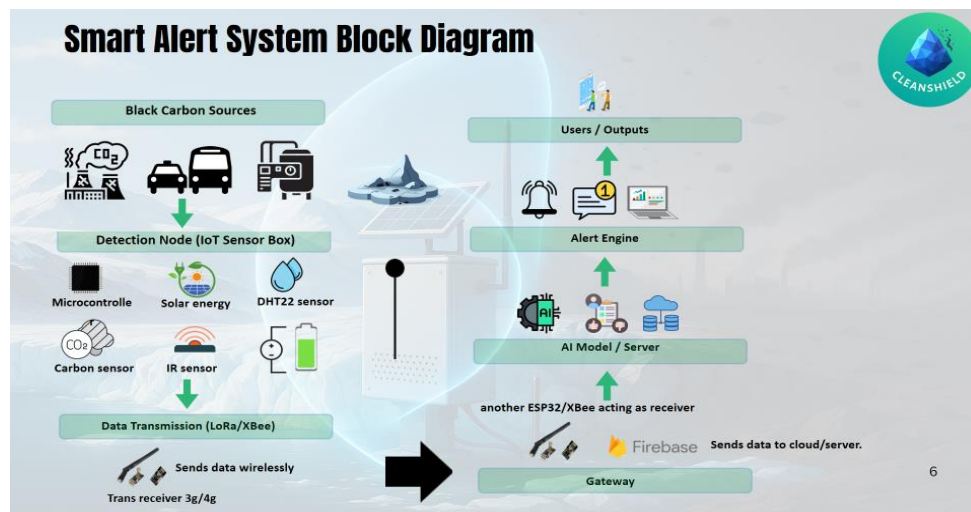 Smart Alert System Block Diagram
CLEANSHIELD
Black Carbon Sources
CO2
Detection Node (IoT Sensor Box)
Microcontrolle
Solar energy
DHT22 sensor
CO2
Carbon sensor
IR sensor
Data Transmission (LoRa/XBee)
Sends data wirelessly
Trans receiver 3g/4g
Users / Outputs
1
Alert Engine
AI
AI Model / Server
another ESP32/XBee acting as receiver
Firebase
Sends data to cloud/server.
Gateway
6